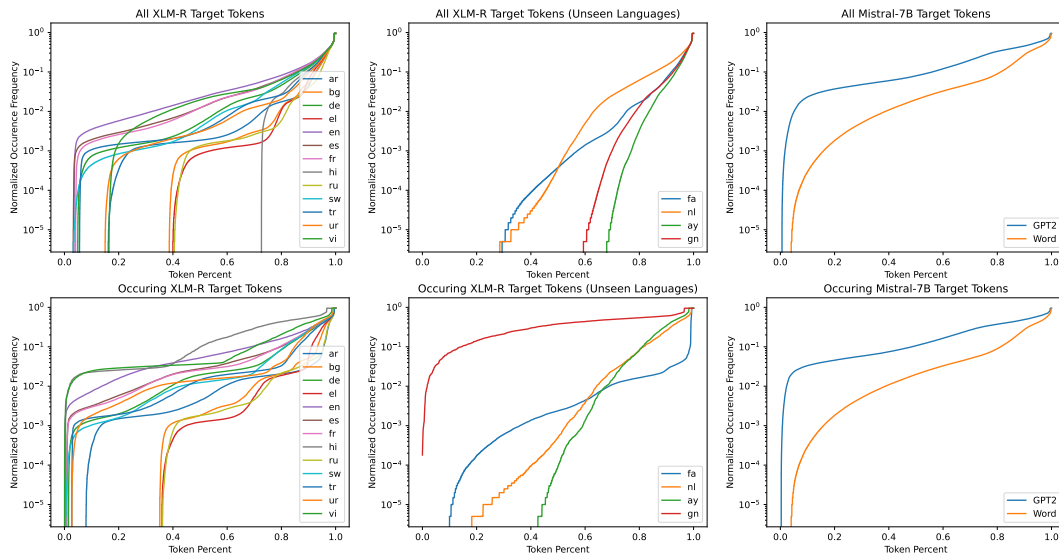 All XLM-R Target Tokens
Normalized Occurence Frequency
10⁰
10⁻¹
10⁻²
10⁻³
10⁻⁴
10⁻⁵
0.0 0.2 0.4 0.6 0.8 1.0
Token Percent
ar
bg
de
el
en
es
fr
hi
ru
sw
tr
ur
vi
All XLM-R Target Tokens (Unseen Languages)
Normalized Occurence Frequency
10⁰
10⁻¹
10⁻²
10⁻³
10⁻⁴
10⁻⁵
0.0 0.2 0.4 0.6 0.8 1.0
Token Percent
fa
nl
ay
gn
All Mistral-7B Target Tokens
Normalized Occurence Frequency
10⁰
10⁻¹
10⁻²
10⁻³
10⁻⁴
10⁻⁵
0.0 0.2 0.4 0.6 0.8 1.0
Token Percent
GPT2
Word
Occuring XLM-R Target Tokens
Normalized Occurence Frequency
10⁰
10⁻¹
10⁻²
10⁻³
10⁻⁴
10⁻⁵
0.0 0.2 0.4 0.6 0.8 1.0
Token Percent
ar
bg
de
el
en
es
fr
hi
ru
sw
tr
ur
vi
Occuring XLM-R Target Tokens (Unseen Languages)
Normalized Occurence Frequency
10⁰
10⁻¹
10⁻²
10⁻³
10⁻⁴
10⁻⁵
0.0 0.2 0.4 0.6 0.8 1.0
Token Percent
fa
nl
ay
gn
Occuring Mistral-7B Target Tokens
Normalized Occurence Frequency
10⁰
10⁻¹
10⁻²
10⁻³
10⁻⁴
10⁻⁵
0.0 0.2 0.4 0.6 0.8 1.0
Token Percent
GPT2
Word